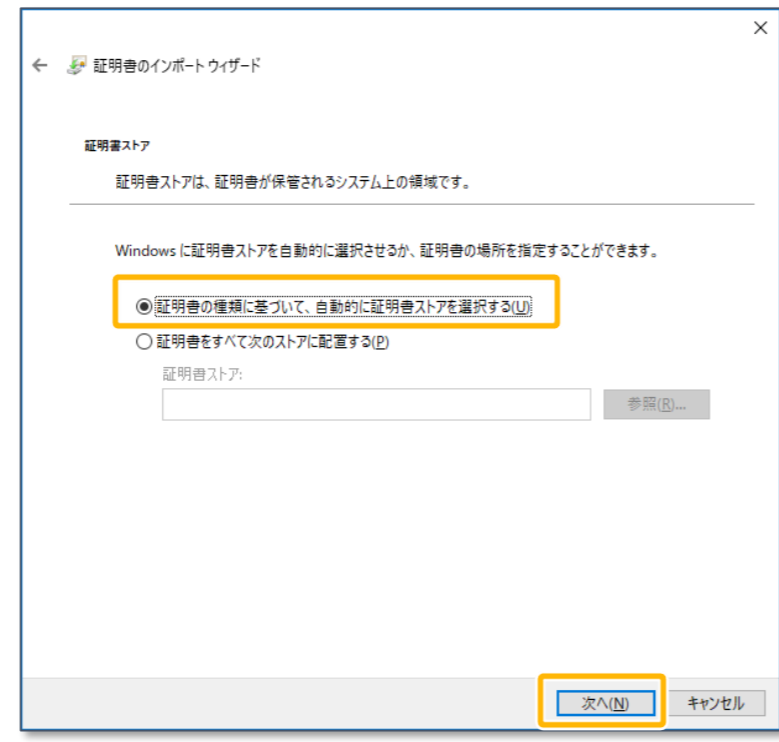 証明書のインポート ウィザード
証明書ストア
証明書ストアは、証明書が保管されるシステム上の領域です。
Windows に証明書ストアを自動的に選択させるか、証明書の場所を指定することができます。
証明書の種類に基づいて、自動的に証明書ストアを選択する(U)
証明書をすべて次のストアに配置する(P)
証明書ストア:
参照(R)...
次へ(N)
キャンセル